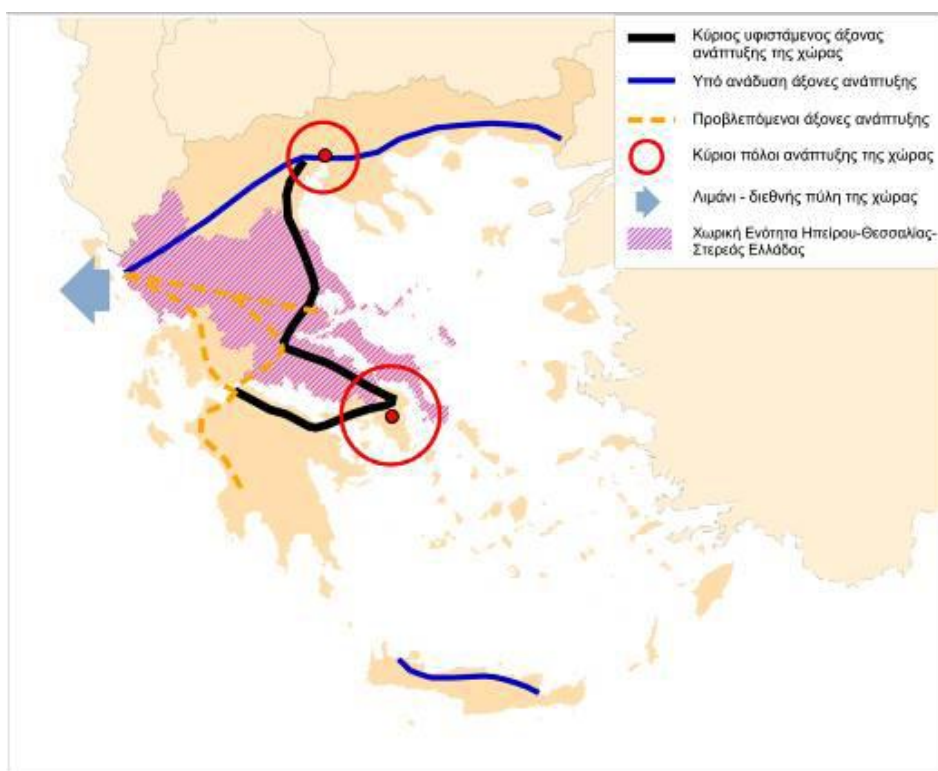 Κύριος υφιστάμενος άξονας
ανάπτυξης της χώρας
Υπό ανάδυση άξονες ανάπτυξης
Προβλεπόμενοι άξονες ανάπτυξης
Κύριοι πόλοι ανάπτυξης της χώρας
Λιμάνι - διεθνής πύλη της χώρας
Χωρική Ενότητα Ηπείρου-Θεσσαλίας-
Στερεάς Ελλάδας